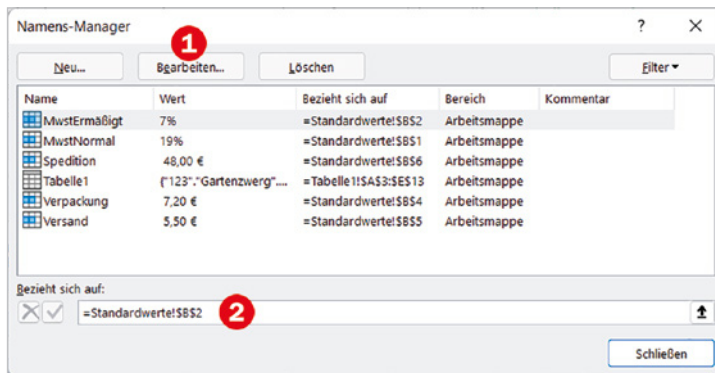 Namens-Manager ? ×
1
Neu... Bearbeiten... Löschen Filter
Name Wert Bezieht sich auf Bereich Kommentar
MwstErmäßigt 7% =Standardwerte!$B$2 Arbeitsmappe
MwstNormal 19% =Standardwerte!$B$1 Arbeitsmappe
Spedition 48,00 € =Standardwerte!$B$6 Arbeitsmappe
Tabelle1 {"123"."Gartenzwerg".... =Tabelle1!$A$3:$E$13 Arbeitsmappe
Verpackung 7,20 € =Standardwerte!$B$4 Arbeitsmappe
Versand 5,50 € =Standardwerte!$B$5 Arbeitsmappe
Bezieht sich auf:
=Standardwerte!$B$2 2
Schließen